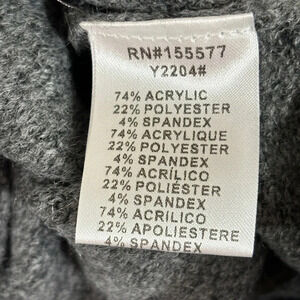 RN#155577
Y2204#
74% ACRYLIC
22% POLYESTER
4% SPANDEX
74% ACRYLIQUE
22% POLYESTER
4% SPANDEX
74% ACRÍLICO
22% POLIÉSTER
4% SPANDEX
74% ACRILICO
22% APOLIESTERE
4% SPANDEX